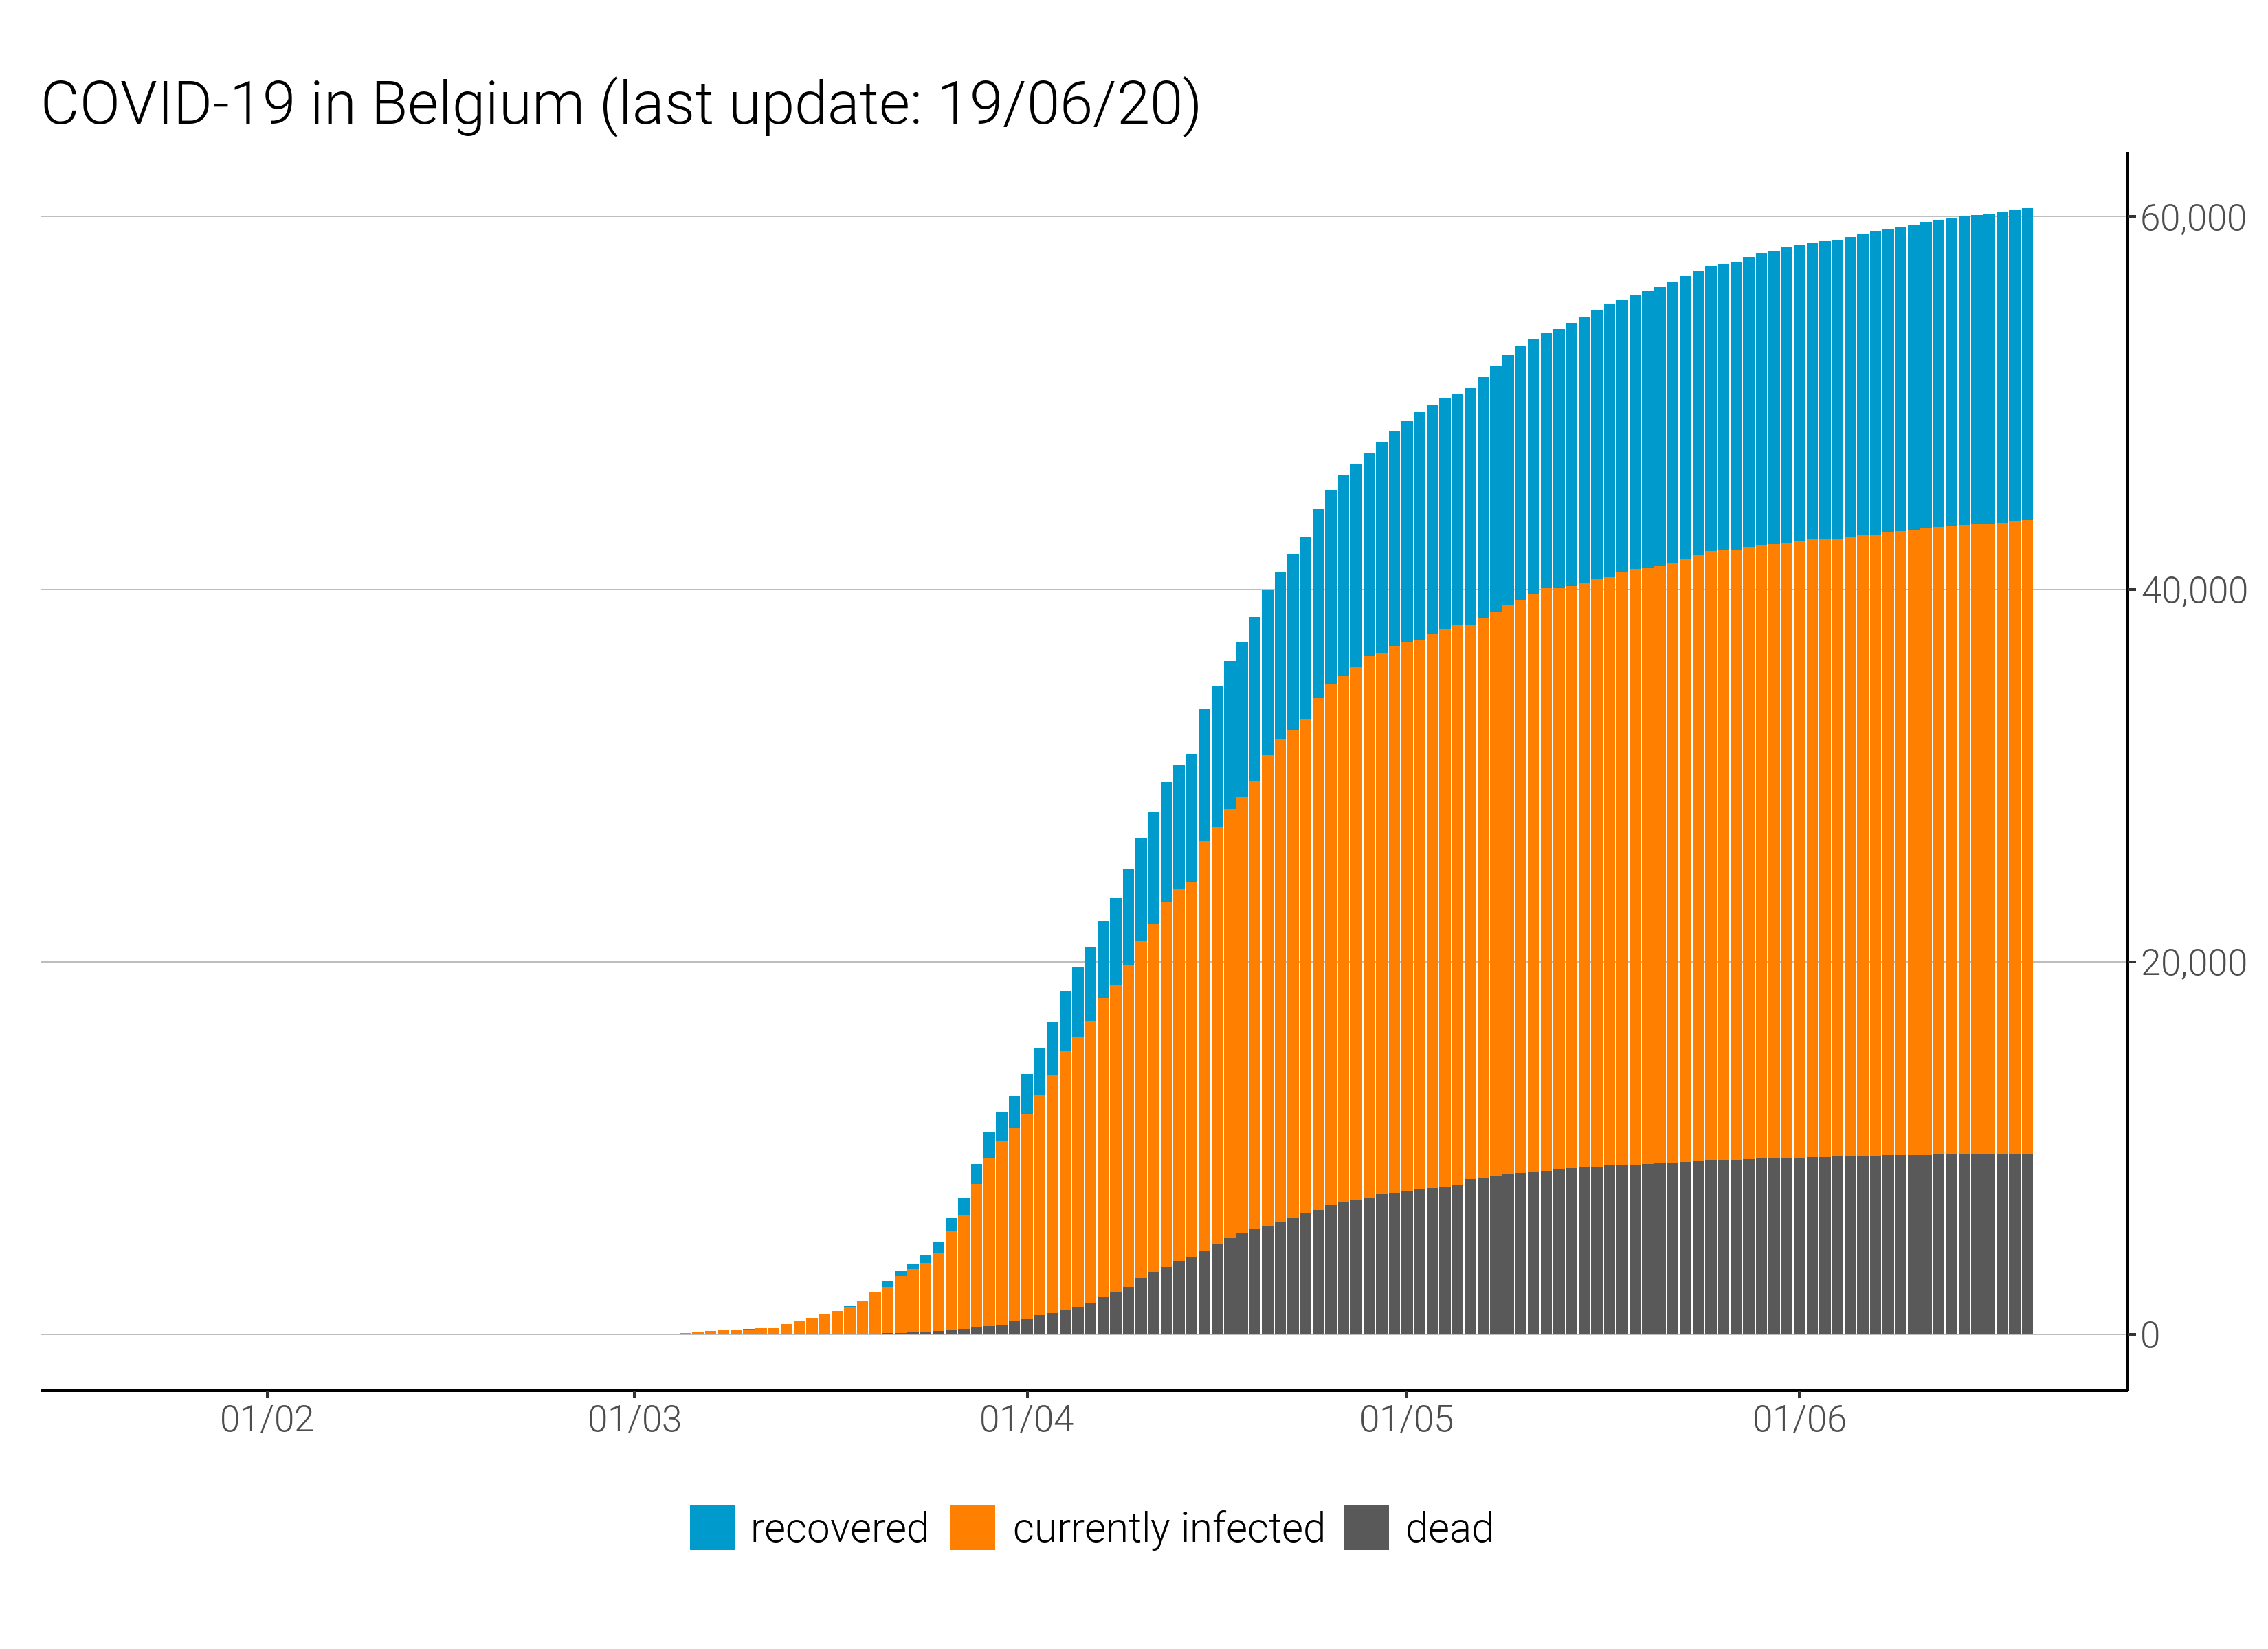 COVID-19 in Belgium (last update: 19/06/20)
60,000
40,000
20,000
0
01/02 01/03 01/04 01/05 01/06
recovered currently infected dead